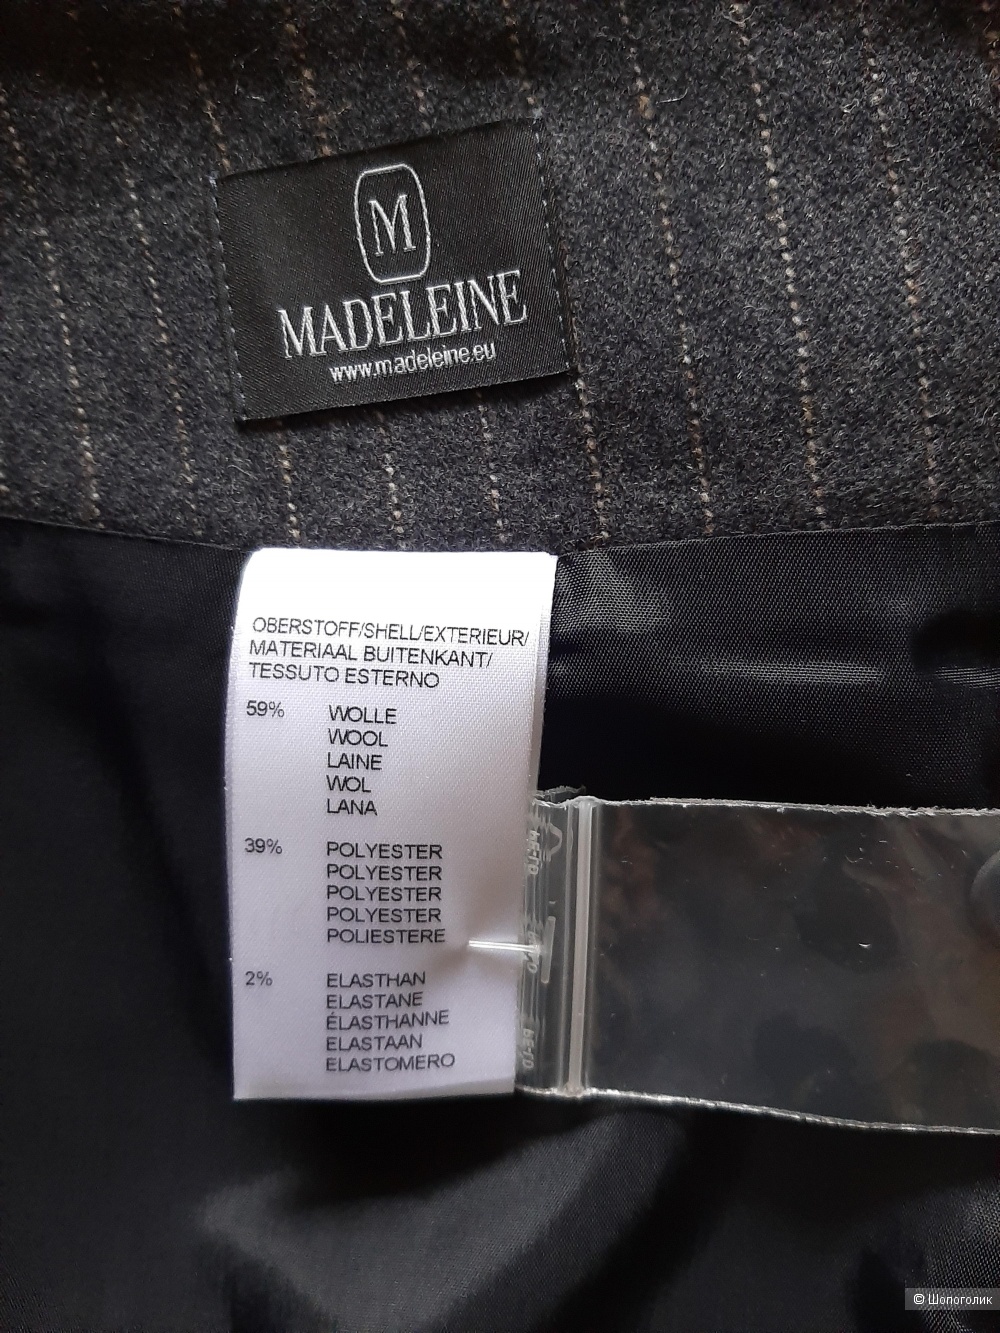 M
MADELEINE
www.madeleine.eu
OBERSTOFF/SHELL/EXTERIEUR/
MATERIAAL BUITENKANT/
TESSUTO ESTERNO
59% WOLLE
WOOL
LAINE
WOL
LANA
39% POLYESTER
POLYESTER
POLYESTER
POLYESTER
POLIESTERE
2% ELASTHAN
ELASTANE
ÉLASTHANNE
ELASTAAN
ELASTOMERO
© Шопоголик